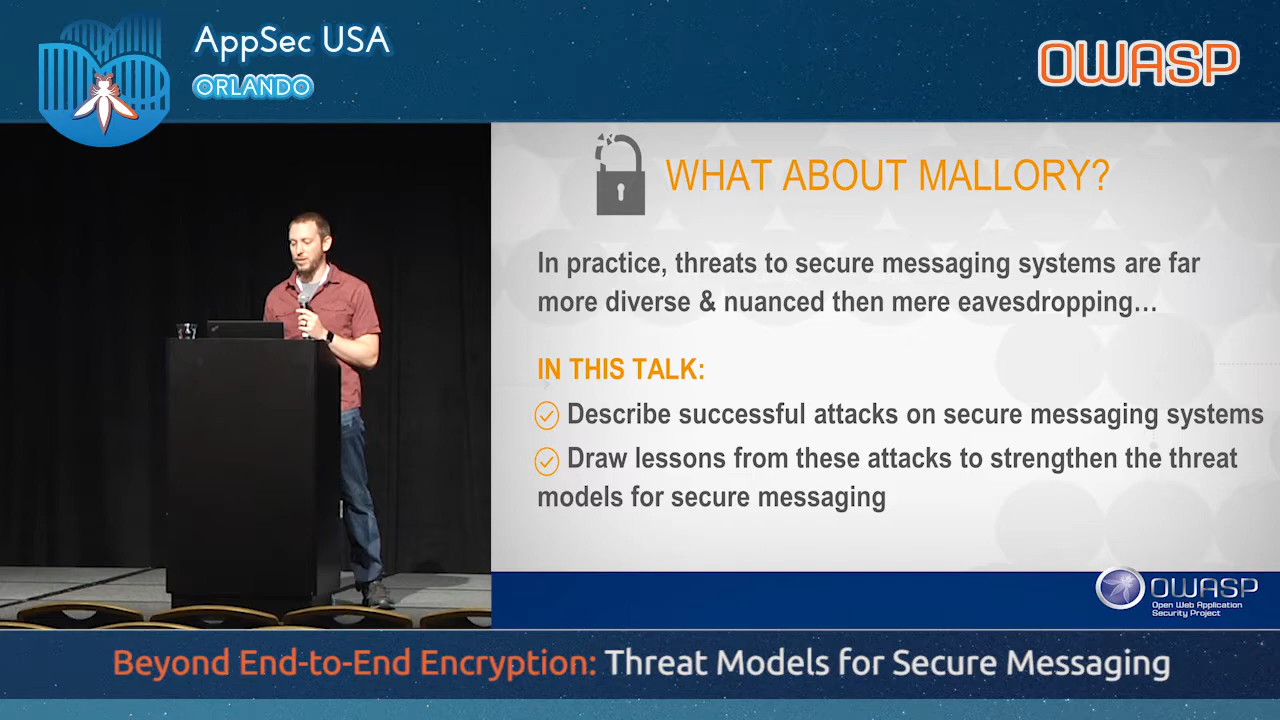 AppSec USA
ORLANDO
OWASP
WHAT ABOUT MALLORY?
In practice, threats to secure messaging systems are far
more diverse & nuanced then mere eavesdropping…
IN THIS TALK:
Describe successful attacks on secure messaging systems
Draw lessons from these attacks to strengthen the threat
models for secure messaging
OWASP
Open Web Application
Security Project
Beyond End-to-End Encryption: Threat Models for Secure Messaging